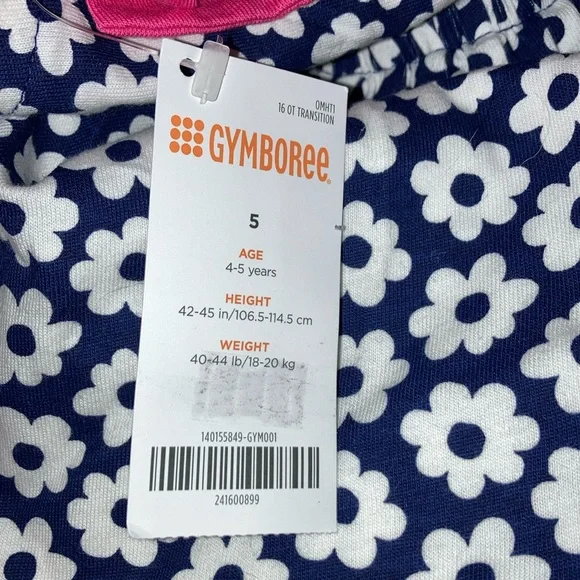 OMHT1
16 OT TRANSITION
GYMBOREE
5
AGE
4-5 years
HEIGHT
42-45 in/106.5-114.5 cm
WEIGHT
40-44 lb/18-20 kg
140155849-GYM001
241600899